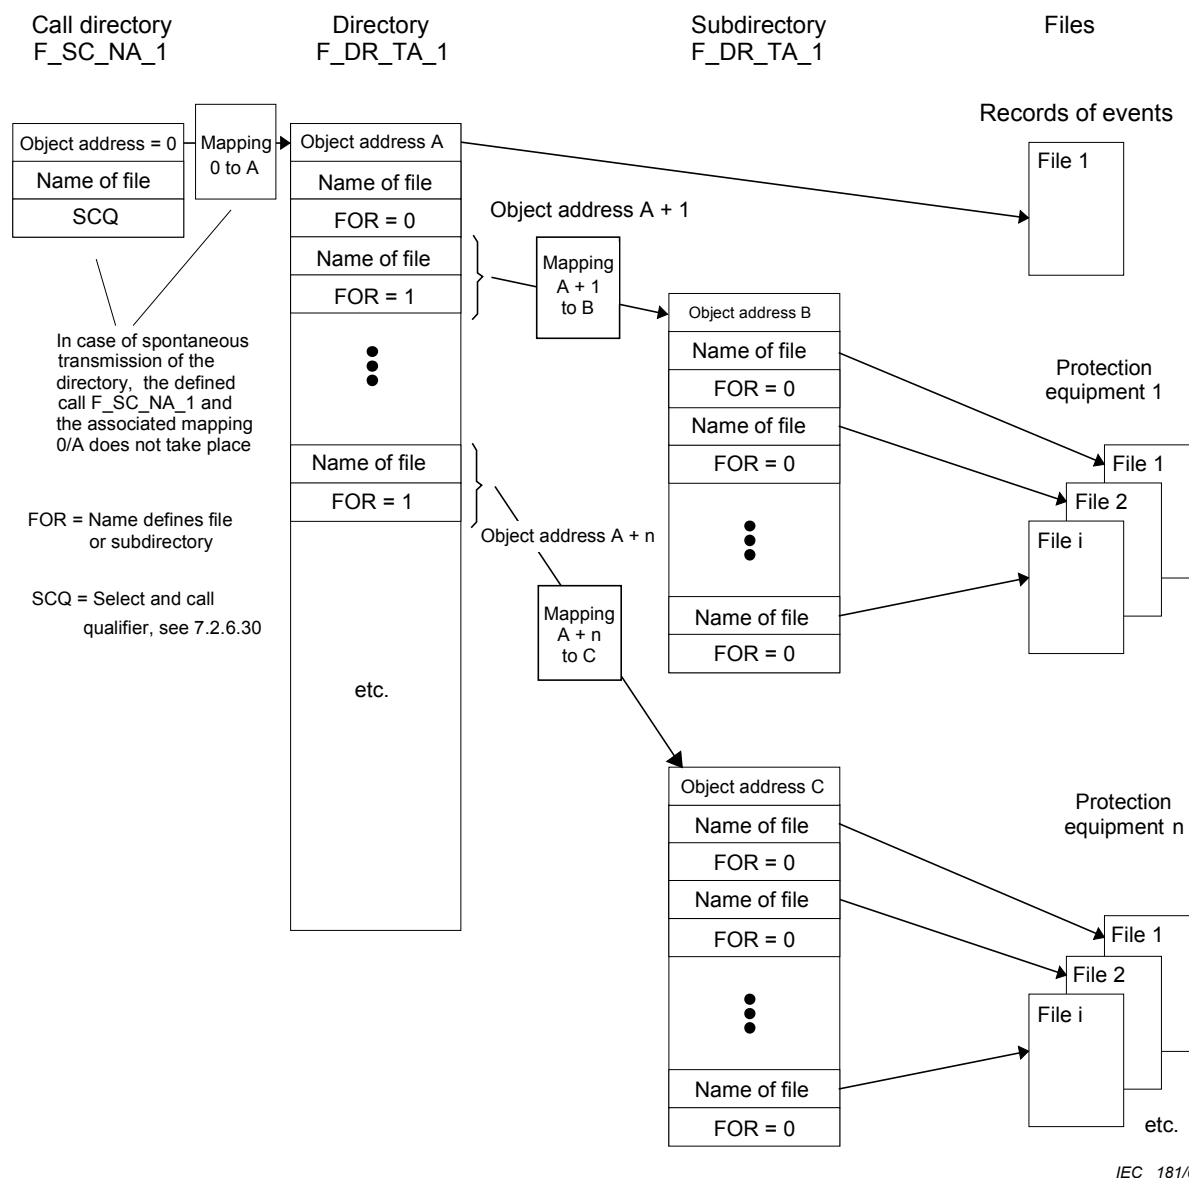 Call directory
F_SC_NA_1
Directory
F_DR_TA_1
Subdirectory
F_DR_TA_1
Files
Object address = 0
Name of file
SCQ
Mapping
0 to A
In case of spontaneous
transmission of the
directory, the defined
call F_SC_NA_1 and
the associated mapping
0/A does not take place
FOR = Name defines file
or subdirectory
SCQ = Select and call
qualifier, see 7.2.6.30
Object address A
Name of file
FOR = 0
Name of file
FOR = 1
Name of file
FOR = 1
etc.
Object address A + 1
Mapping
A + 1
to B
Object address A + n
Mapping
A + n
to C
Object address B
Name of file
FOR = 0
Name of file
FOR = 0
Name of file
FOR = 0
Object address C
Name of file
FOR = 0
Name of file
FOR = 0
Name of file
FOR = 0
Records of events
File 1
Protection
equipment 1
File 1
File 2
File i
Protection
equipment n
File 1
File 2
File i
etc.
IEC